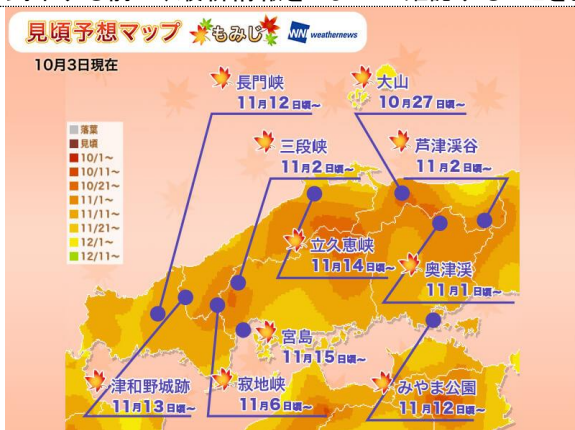 見頃予想マップ もみじ weathernews
10月3日現在
長門峡
11月12日頃~
大山
10月27日頃~
三段峡
11月2日頃~
芦津渓谷
11月2日頃~
落葉
見頃
10/1~
10/11~
10/21~
11/1~
11/11~
11/21~
12/1~
12/11~
立久恵峡
11月14日頃~
奥津渓
11月1日頃~
宮島
11月15日頃~
津和野城跡
11月13日頃~
寂地峡
11月6日頃~
みやま公園
11月12日頃~